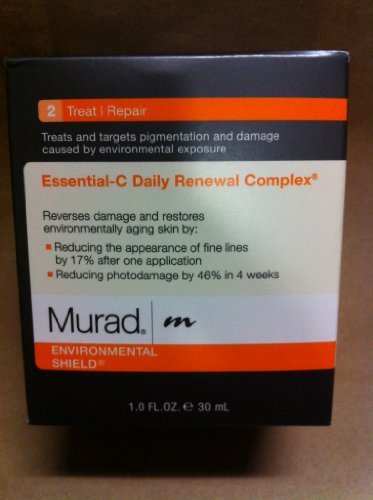 2 Treat | Repair
Treats and targets pigmentation and damage
caused by environmental exposure
Essential-C Daily Renewal Complex®
Reverses damage and restores
environmentally aging skin by:
▪ Reducing the appearance of fine lines
by 17% after one application
▪ Reducing photodamage by 46% in 4 weeks
Murad® m
ENVIRONMENTAL
SHIELD®
1.0 FL.OZ. ℮ 30 mL